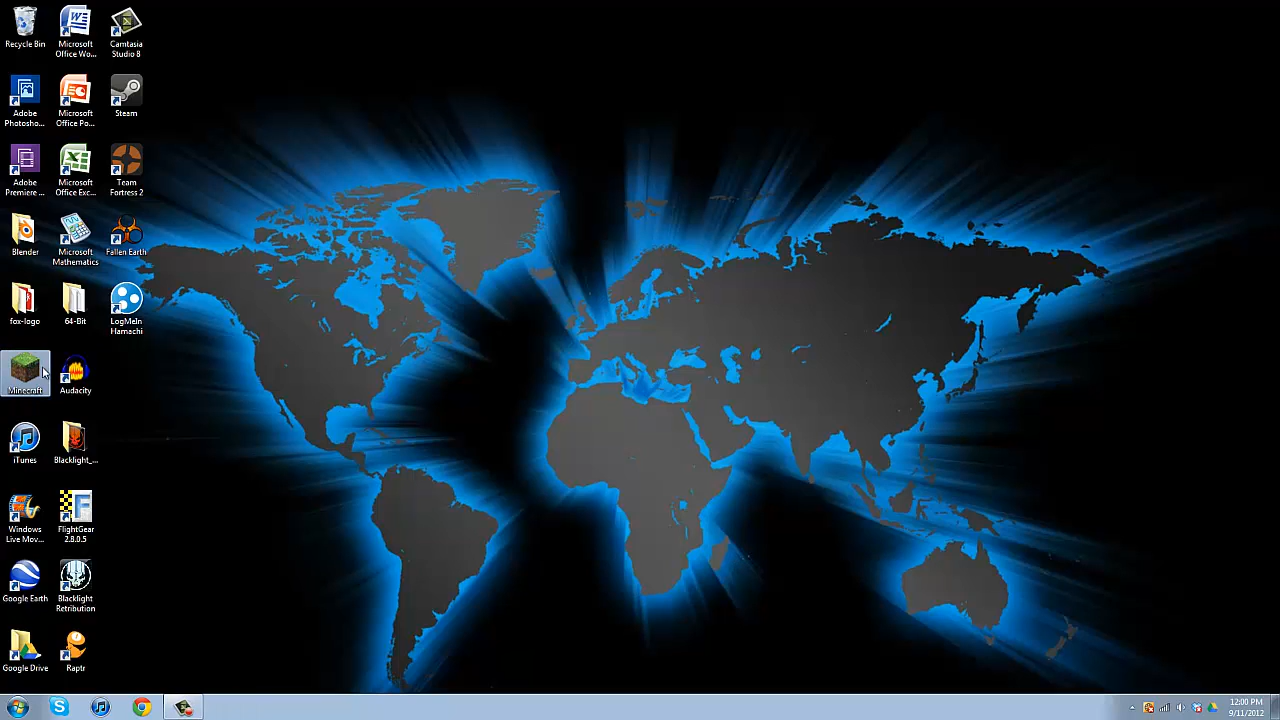 Recycle Bin
Microsoft
Office Wo...
Camtasia
Studio 8
Adobe
Photosho...
Microsoft
Office Po...
Steam
Adobe
Premiere ...
Microsoft
Office Exc...
Team
Fortress 2
Blender
Microsoft
Mathematics
Fallen Earth
fox-logo
64-Bit
LogMeIn
Hamachi
Minecraft
Audacity
iTunes
Blacklight_...
Windows
Live Mov...
FlightGear
2.8.0.5
Google Earth
Blacklight
Retribution
Google Drive
Raptr
12:00 PM
9/11/2012